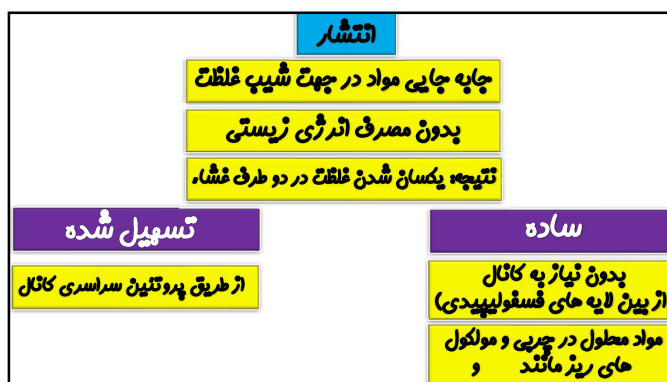 انتشار
جابه جایی مواد در جهت شیب غلظت
بدون مصرف انرژی زیستی
نتیجه: یکسان شدن غلظت در دو طرف غشاء
ساده
تسهیل شده
بدون نیاز به کانال
از بین لایه های فسفولیپیدی)
از طریق پروتئین سراسری کانال
مواد محلول در چربی و مولکول
های ریز مانند و